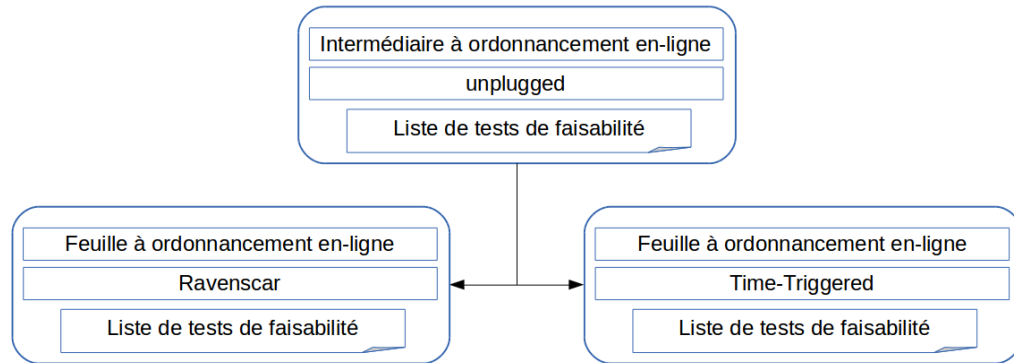 Intermédiaire à ordonnancement en-ligne
unplugged
Liste de tests de faisabilité
Feuille à ordonnancement en-ligne
Ravenscar
Liste de tests de faisabilité
Feuille à ordonnancement en-ligne
Time-Triggered
Liste de tests de faisabilité